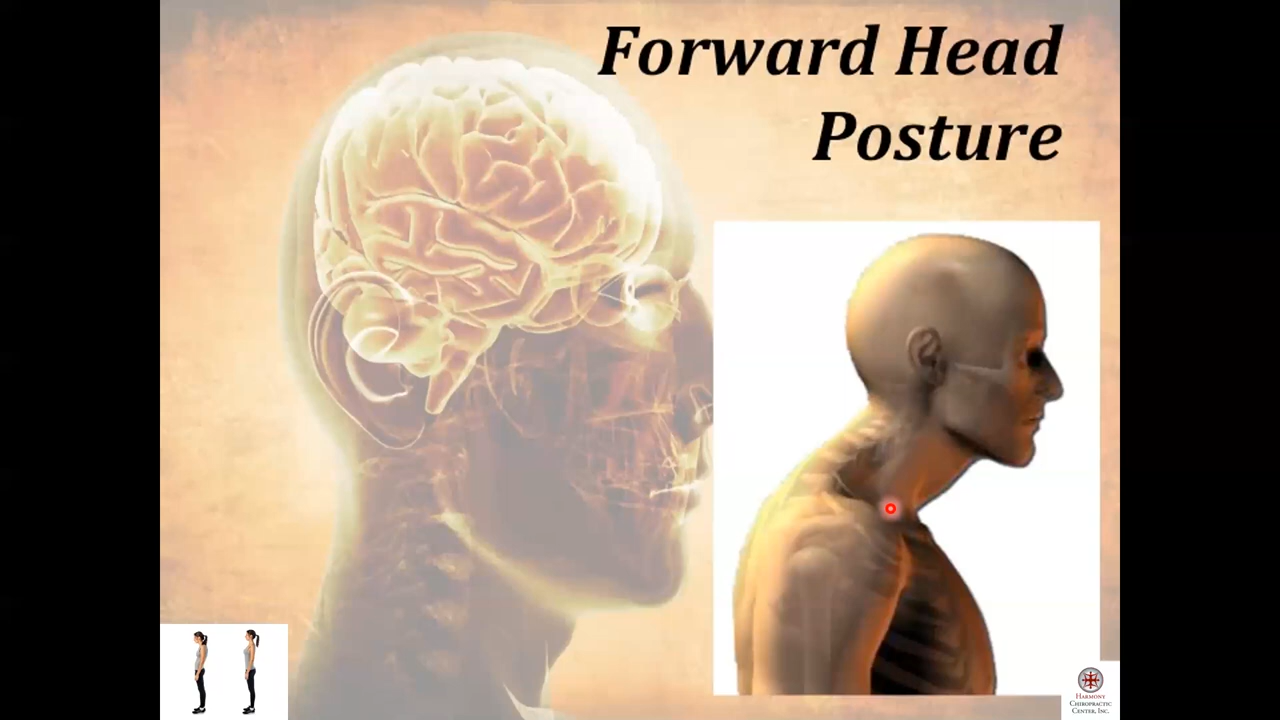 Forward Head
Posture
HARMONY
CHIROPRACTIC
CENTER, INC.